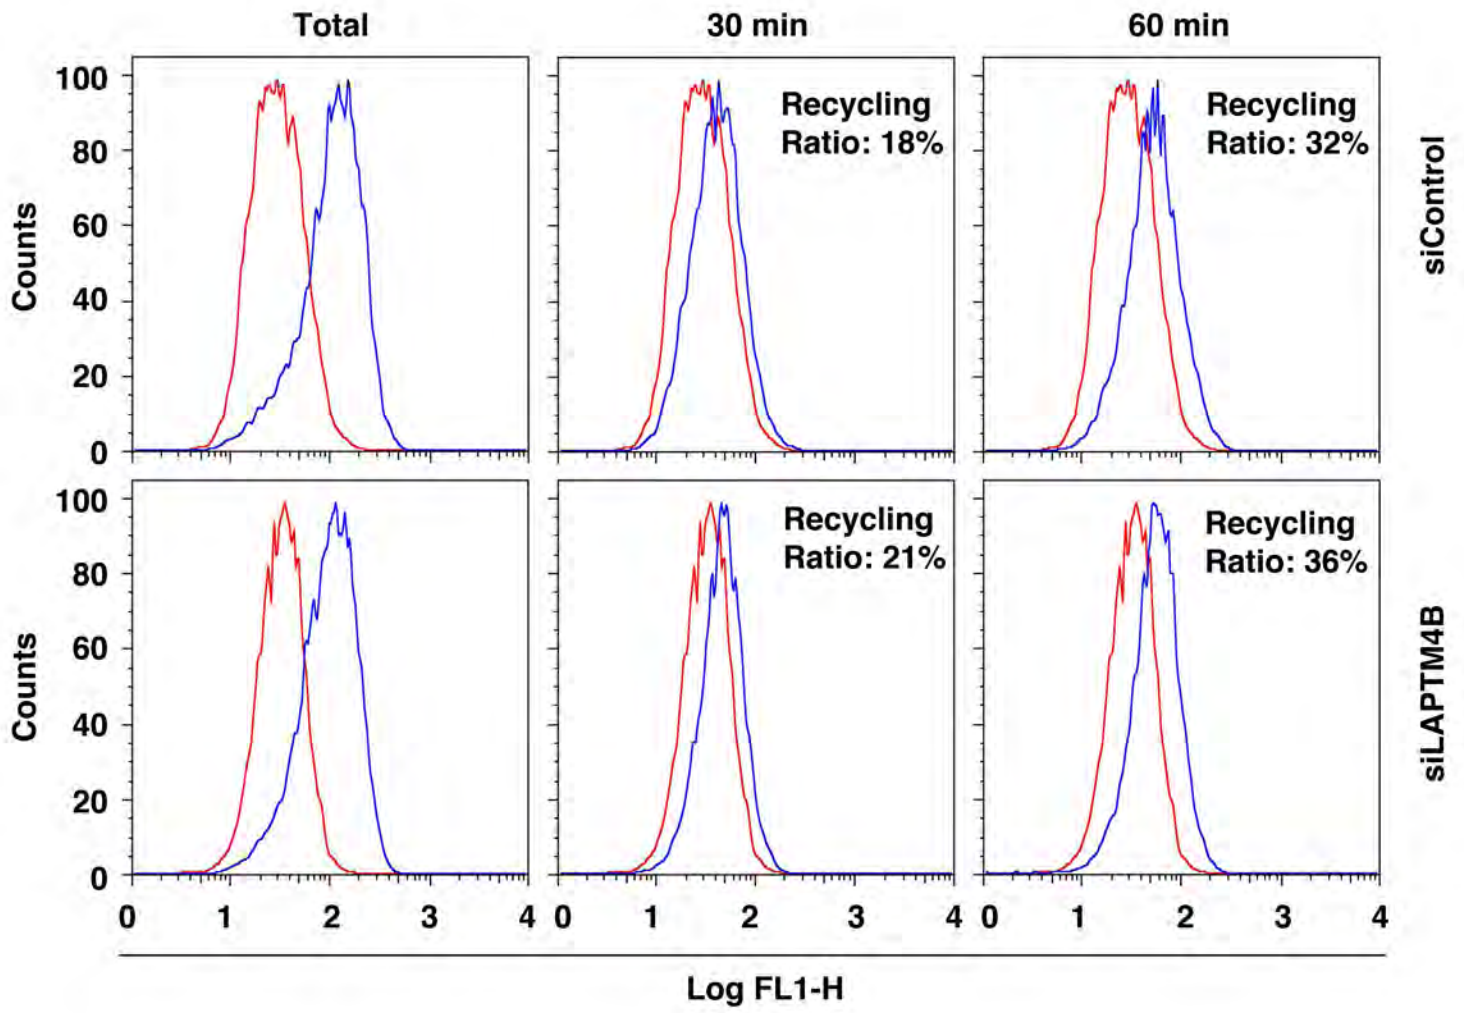 Total
30 min
60 min
100
80
60
40
20
0
Counts
Recycling
Ratio: 18%
Recycling
Ratio: 32%
siControl
100
80
60
40
20
0
Counts
Recycling
Ratio: 21%
Recycling
Ratio: 36%
siLAPTM4B
0 1 2 3 4
0 1 2 3 4
0 1 2 3 4
Log FL1-H